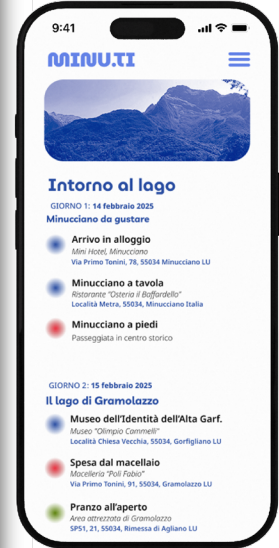 9:41
MINU.TI
Intorno al lago
GIORNO 1: 14 febbraio 2025
Minucciano da gustare
Arrivo in alloggio
Mini Hotel, Minucciano
Via Primo Tonini, 78, 55034 Minucciano LU
Minucciano a tavola
Ristorante "Osteria il Baffardello"
Località Metra, 55034, Minucciano Italia
Minucciano a piedi
Passeggiata in centro storico
GIORNO 2: 15 febbraio 2025
Il lago di Gramolazzo
Museo dell'Identità dell'Alta Garf.
Museo "Olimpio Cammelli"
Località Chiesa Vecchia, 55034, Gorfigliano LU
Spesa dal macellaio
Macelleria "Poli Fabio"
Via Primo Tonini, 91, 55034, Gramolazzo LU
Pranzo all'aperto
Area attrezzata di Gramolazzo
SP51, 21, 55034, Rimessa di Agliano LU